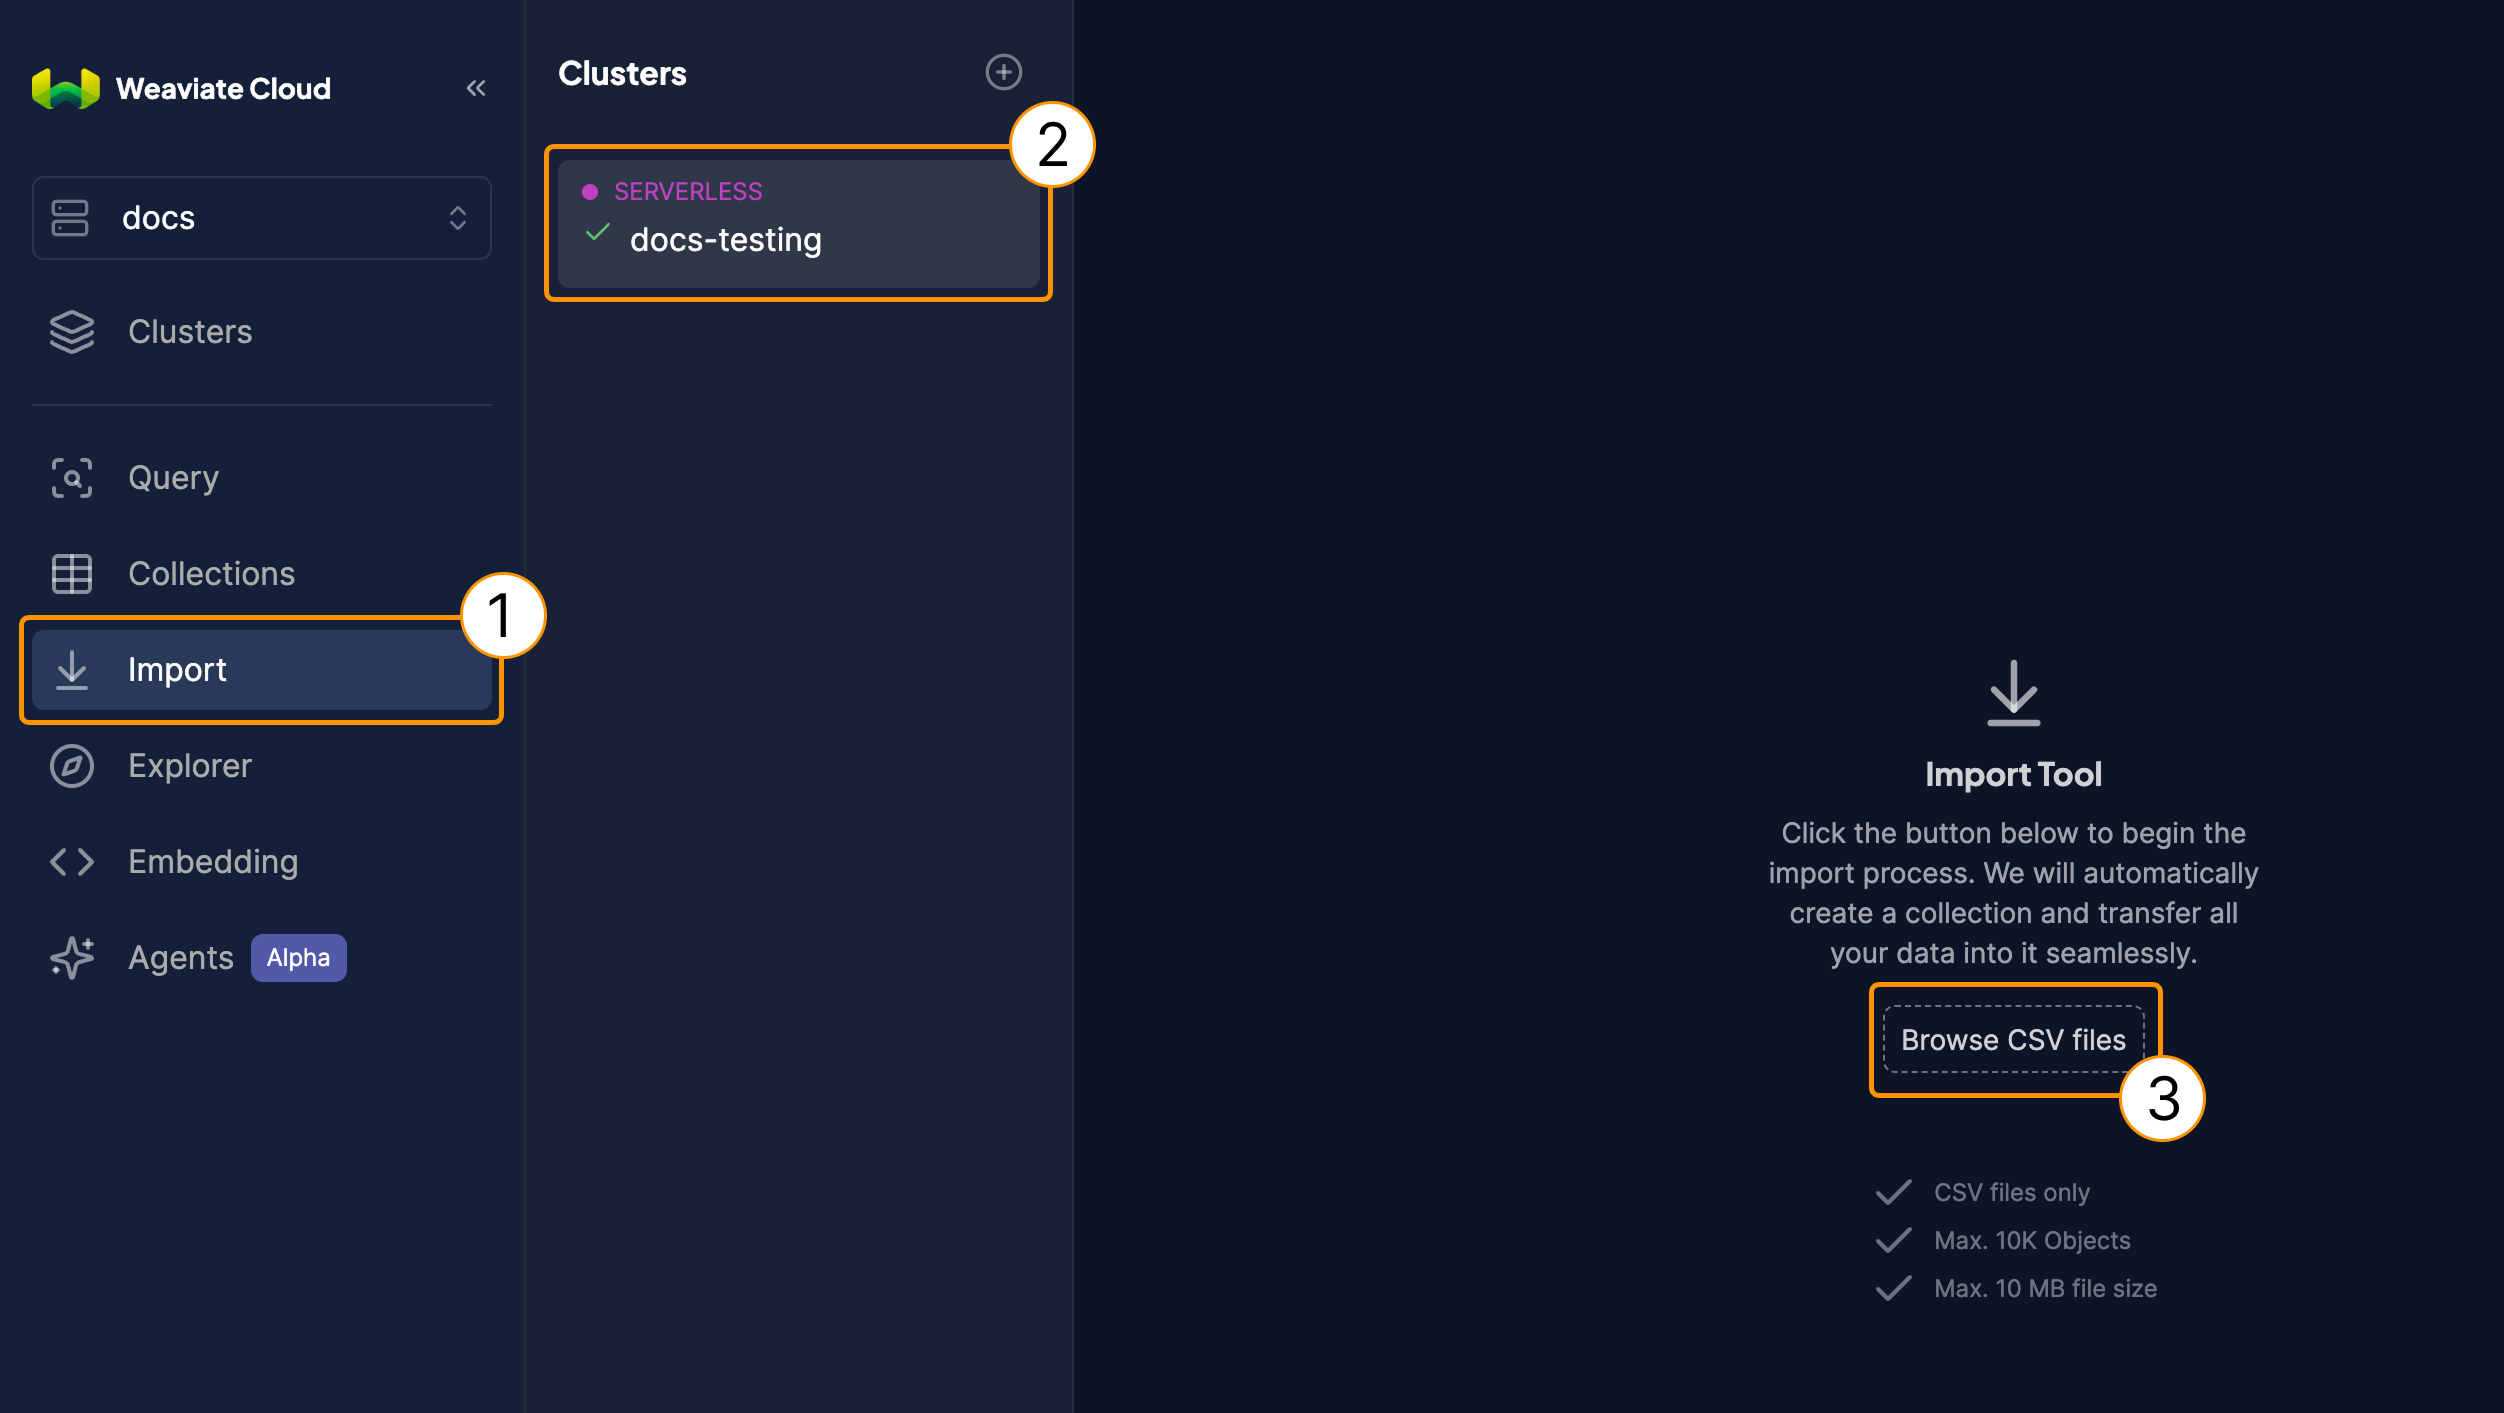 Weaviate Cloud
docs
Clusters
Query
Collections
1
Import
Explorer
Embedding
Agents Alpha
Clusters
2
SERVERLESS
docs-testing
Import Tool
Click the button below to begin the
import process. We will automatically
create a collection and transfer all
your data into it seamlessly.
Browse CSV files
3
CSV files only
Max. 10K Objects
Max. 10 MB file size